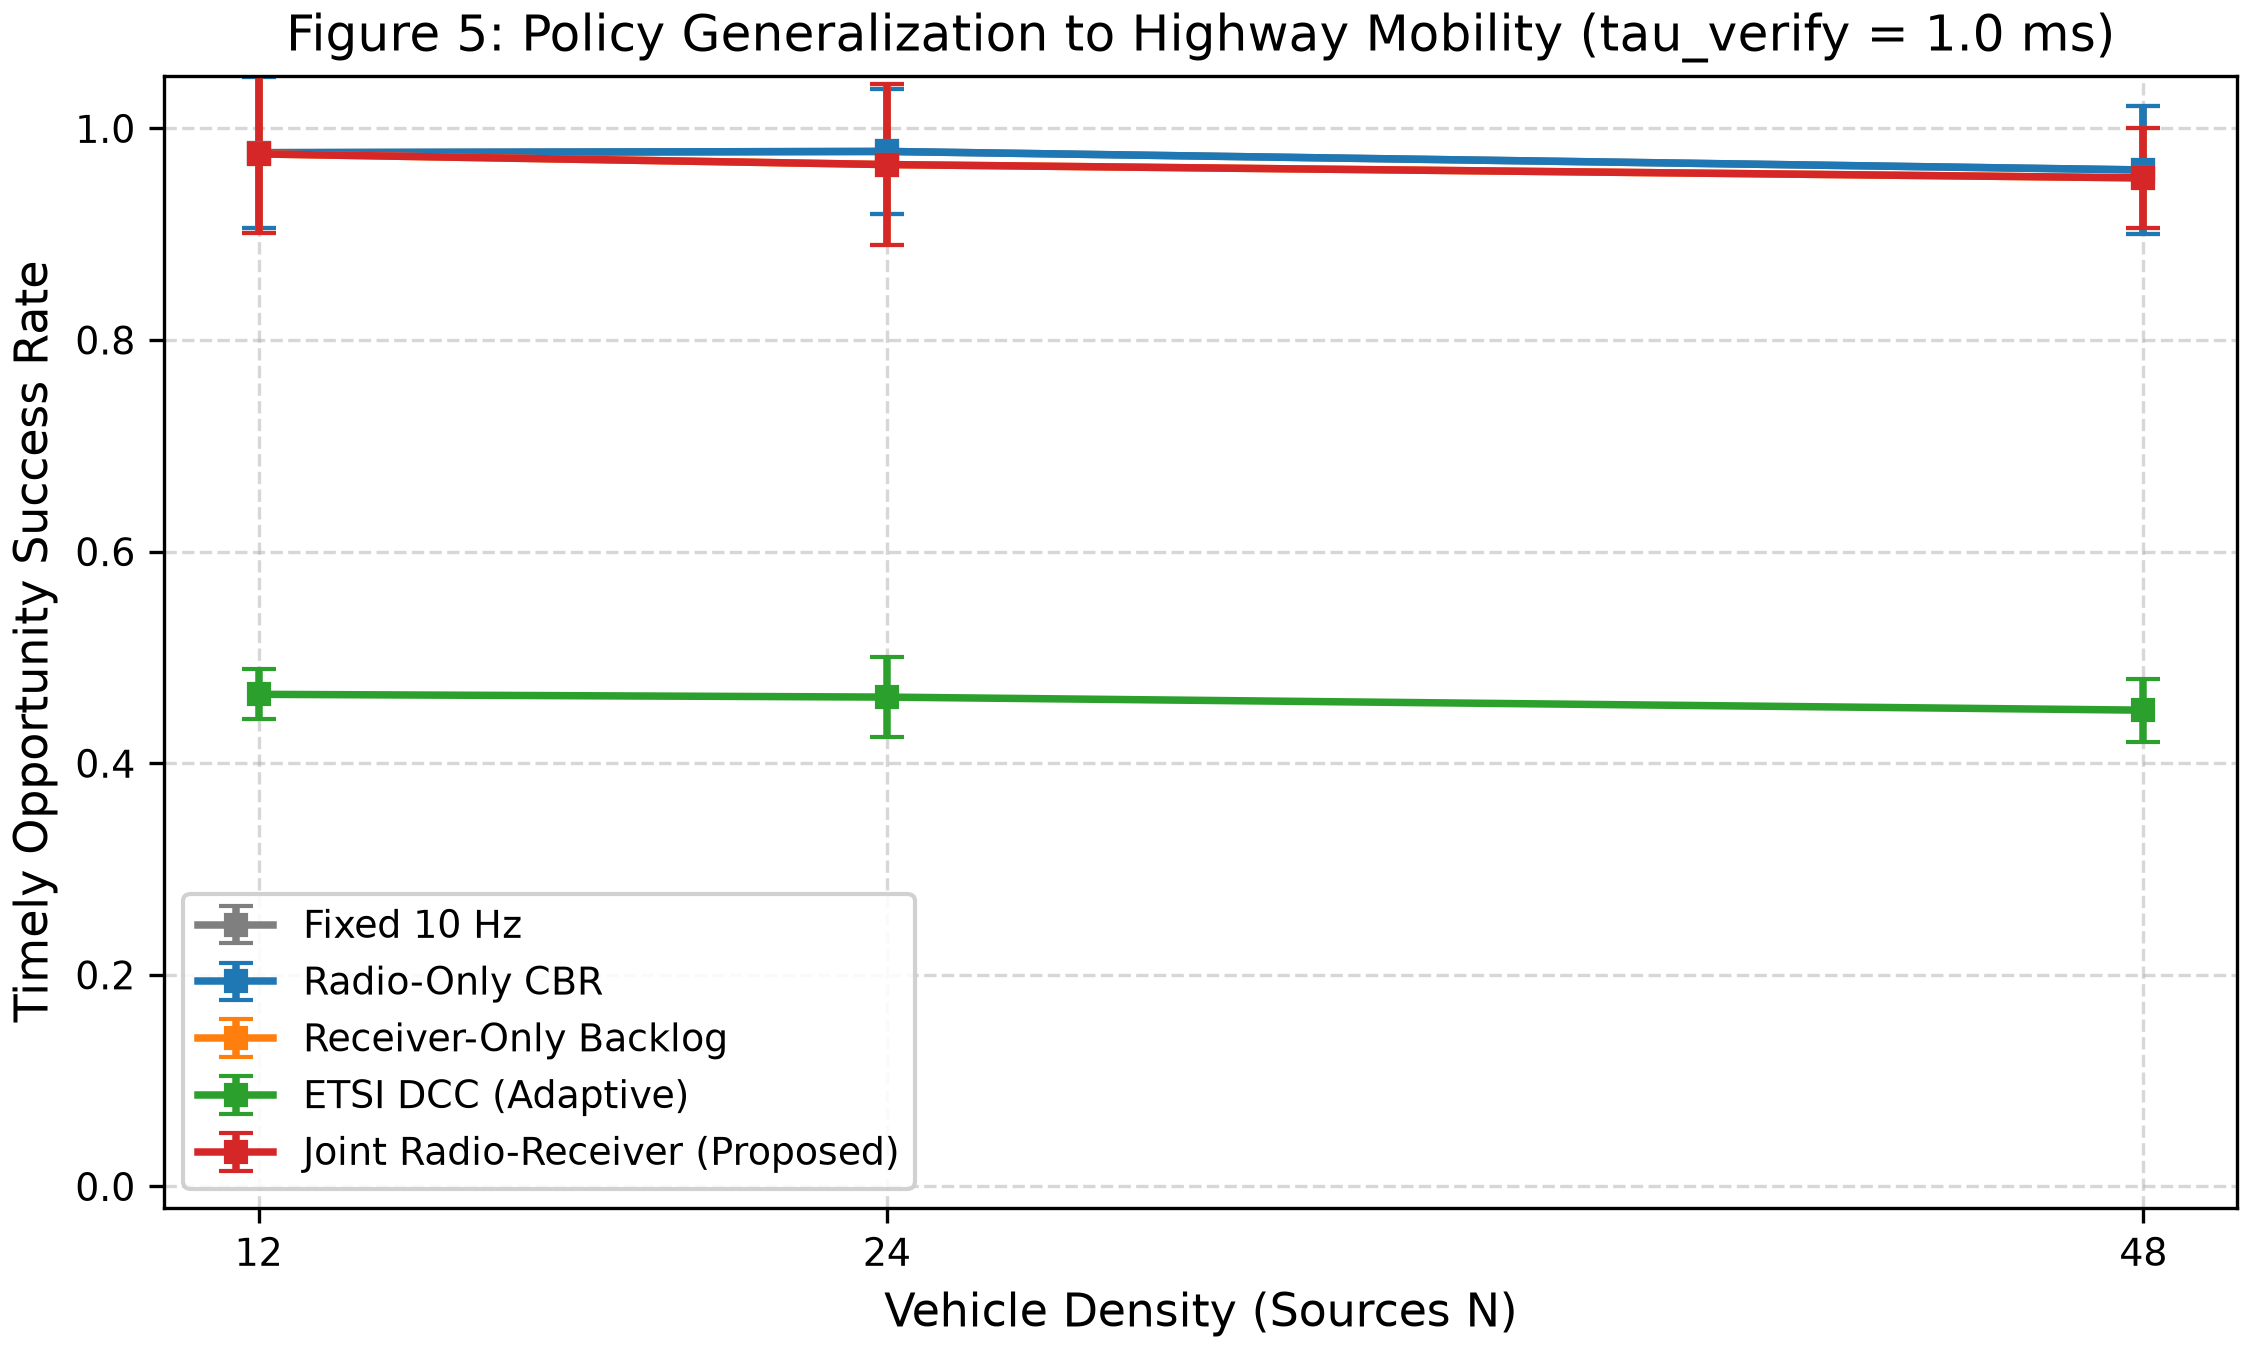 Figure 5: Policy Generalization to Highway Mobility (tau_verify = 1.0 ms)
Timely Opportunity Success Rate
1.0
0.8
0.6
0.4
0.2
0.0
Fixed 10 Hz
Radio-Only CBR
Receiver-Only Backlog
ETSI DCC (Adaptive)
Joint Radio-Receiver (Proposed)
12 24 48
Vehicle Density (Sources N)